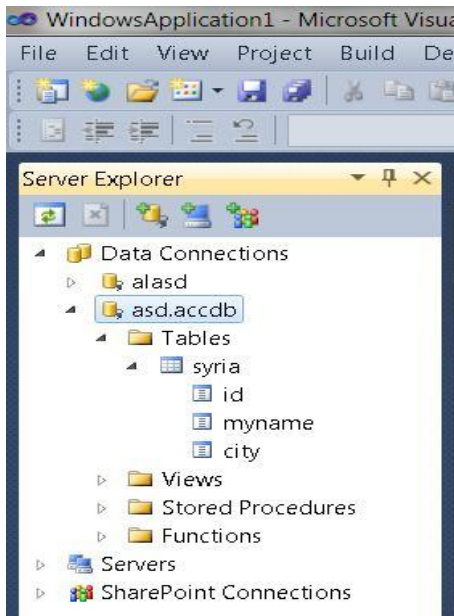 WindowsApplication1 - Microsoft Visua
File Edit View Project Build De
Server Explorer
Data Connections
alasd
asd.accdb
Tables
syria
id
myname
city
Views
Stored Procedures
Functions
Servers
SharePoint Connections